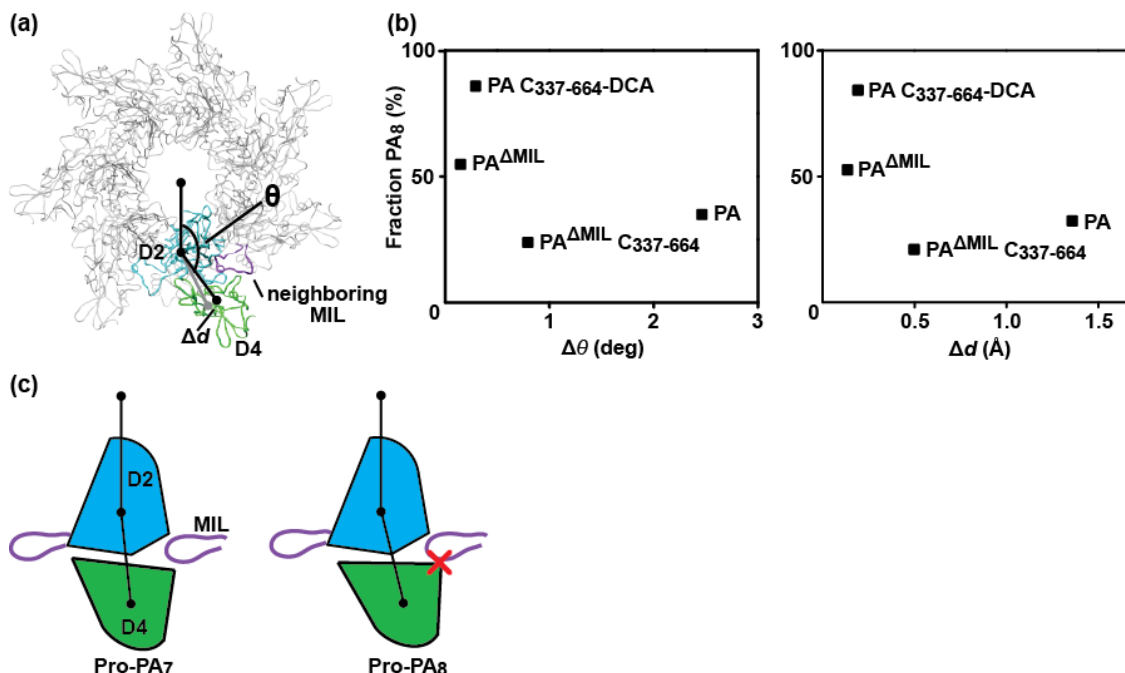 (a)
θ
D2
neighboring
MIL
Δd
D4
(b)
100
50
0
Fraction PA8 (%)
PA C337-664-DCA
PAΔMIL
PA
PAΔMIL C337-664
1
2
3
Δθ (deg)
100
50
0
PA C337-664-DCA
PAΔMIL
PA
PAΔMIL C337-664
0.5
1.0
1.5
Δd (Å)
(c)
D2
MIL
D4
Pro-PA7
Pro-PA8